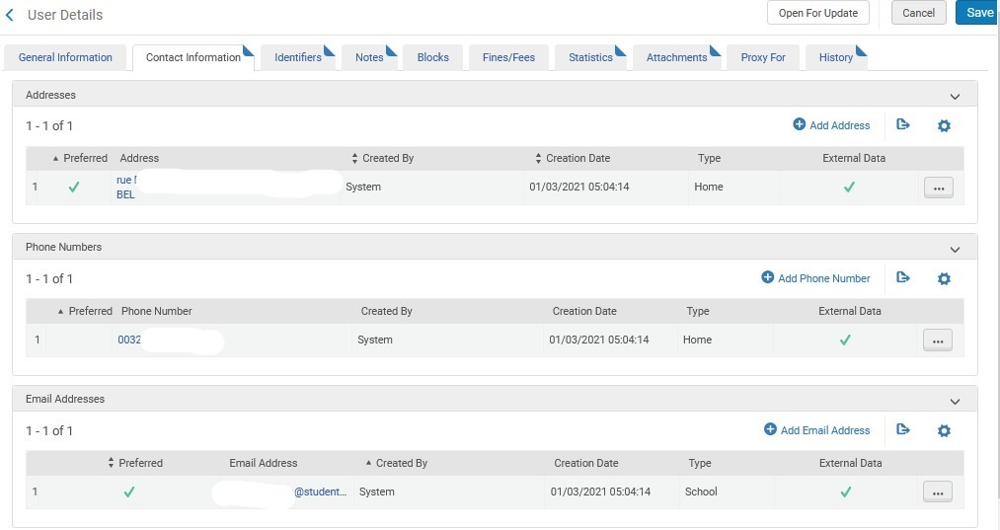 User Details
Open For Update Cancel Save
General Information Contact Information Identifiers Notes Blocks Fines/Fees Statistics Attachments Proxy For History
Addresses
1 - 1 of 1 Add Address
Preferred Address Created By Creation Date Type External Data
1 rue System 01/03/2021 05:04:14 Home ...
BEL
Phone Numbers
1 - 1 of 1 Add Phone Number
Preferred Phone Number Created By Creation Date Type External Data
1 0032 System 01/03/2021 05:04:14 Home ...
Email Addresses
1 - 1 of 1 Add Email Address
Preferred Email Address Created By Creation Date Type External Data
1 @student... System 01/03/2021 05:04:14 School ...